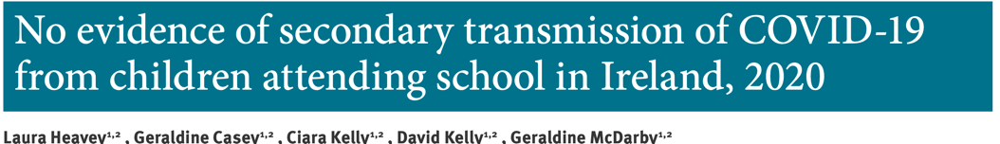 No evidence of secondary transmission of COVID-19
from children attending school in Ireland, 2020
Laura Heavey¹,² , Geraldine Casey¹,² , Ciara Kelly¹,² , David Kelly¹,² , Geraldine McDarby¹,²